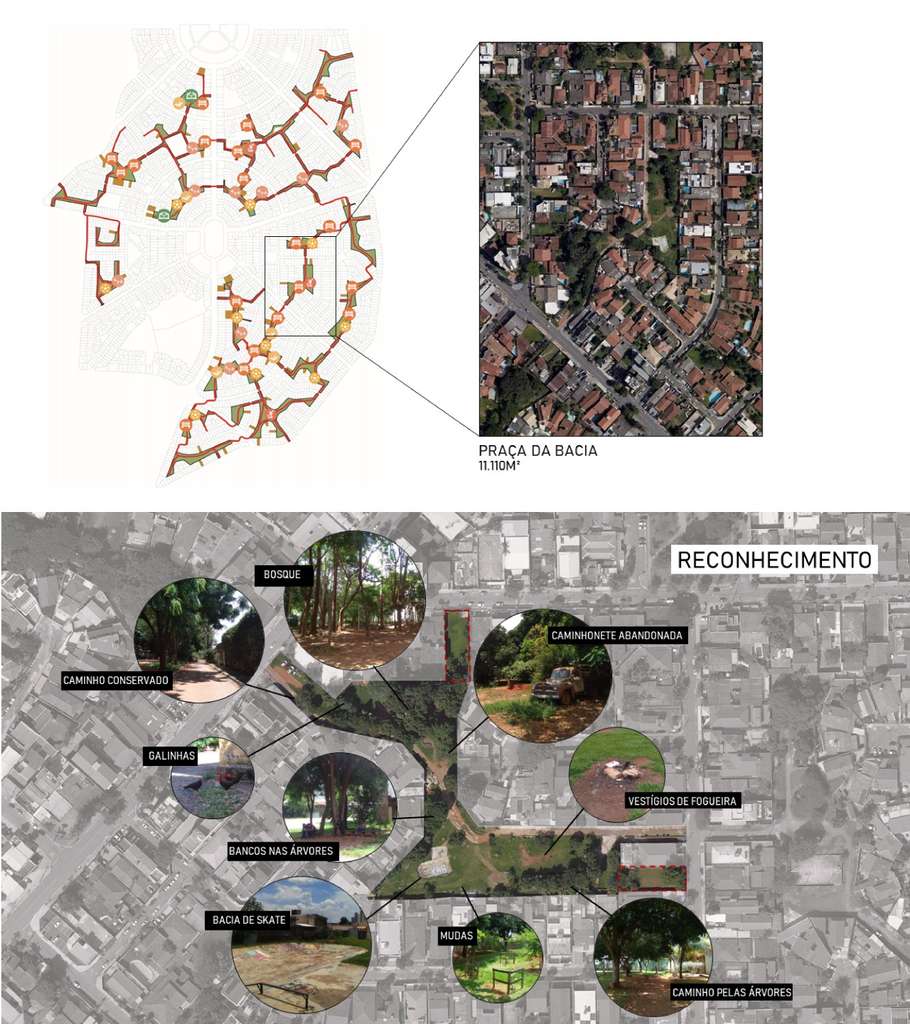 PRAÇA DA BACIA
11.110M²
RECONHECIMENTO
BOSQUE
CAMINHONETE ABANDONADA
CAMINHO CONSERVADO
GALINHAS
VESTÍGIOS DE FOGUEIRA
BANCOS NAS ÁRVORES
BACIA DE SKATE
MUDAS
CAMINHO PELAS ÁRVORES